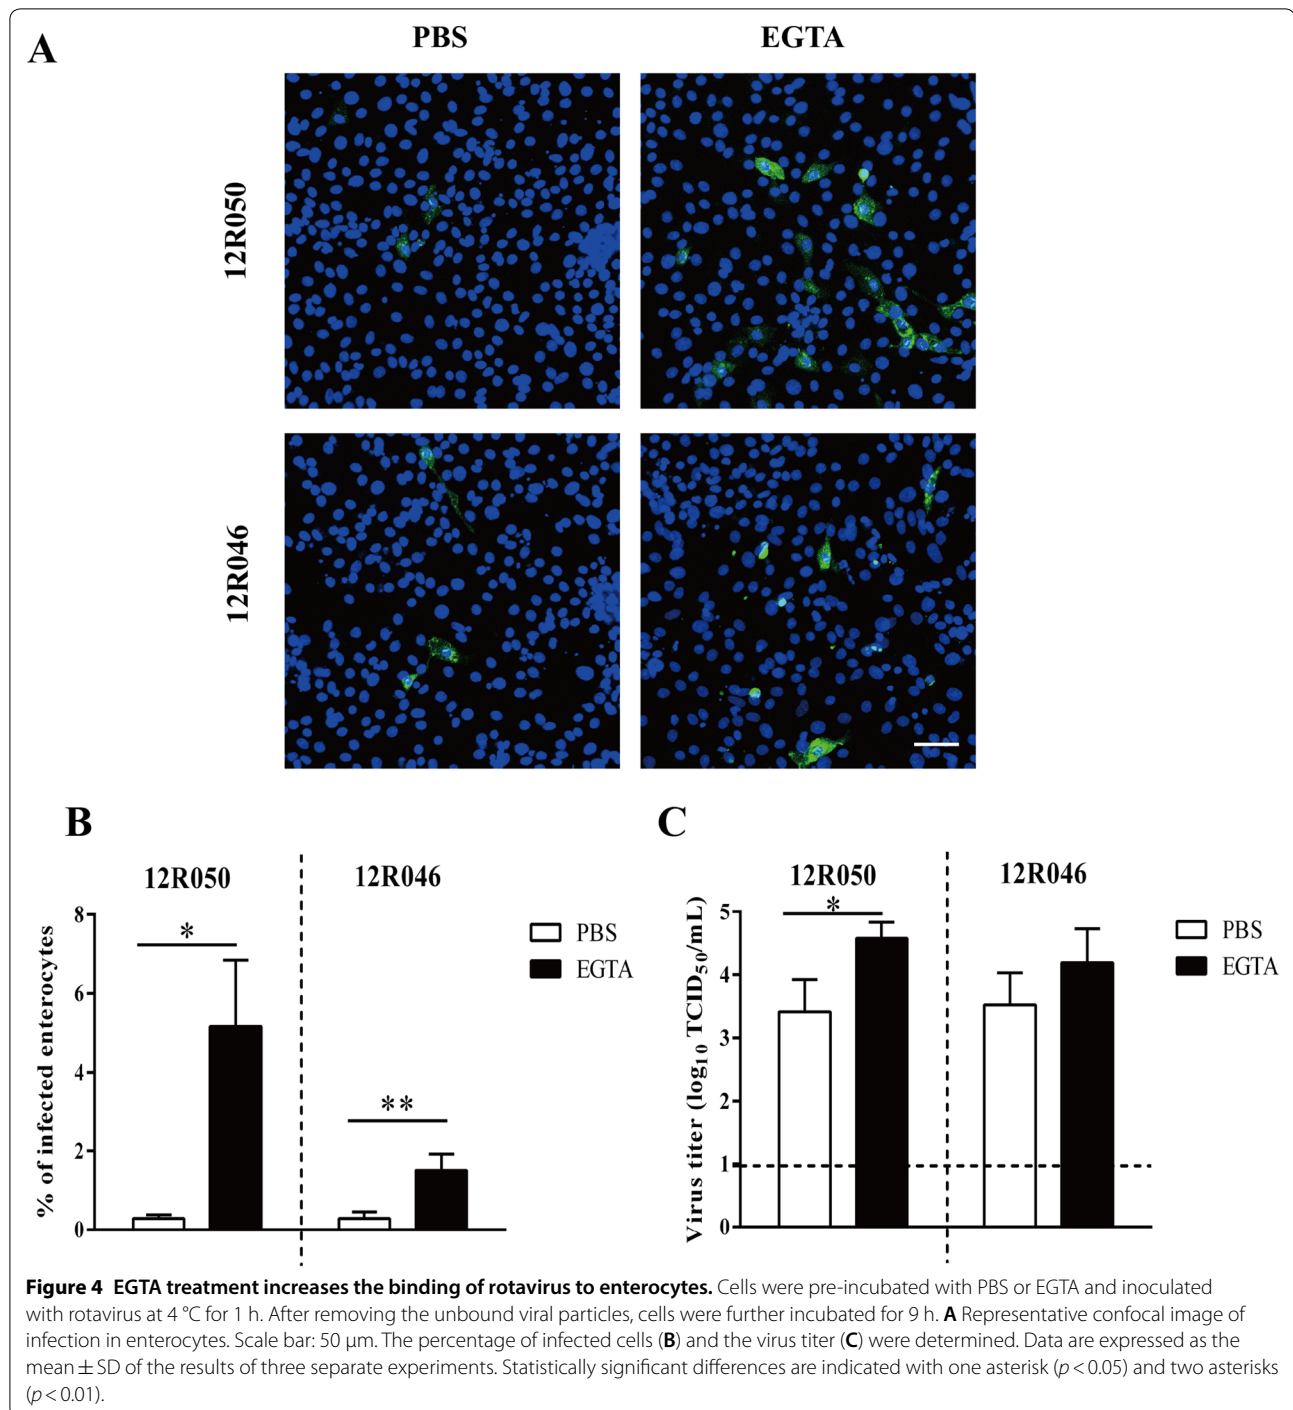 A
PBS
EGTA
12R050
12R046
B
12R050
12R046
% of infected enterocytes
8
6
4
2
0
*
**
PBS
EGTA
C
12R050
12R046
Virus titer (log10 TCID50/mL)
5
4
3
2
1
0
*
PBS
EGTA
Figure 4 EGTA treatment increases the binding of rotavirus to enterocytes. Cells were pre-incubated with PBS or EGTA and inoculated
with rotavirus at 4 °C for 1 h. After removing the unbound viral particles, cells were further incubated for 9 h. A Representative confocal image of
infection in enterocytes. Scale bar: 50 µm. The percentage of infected cells (B) and the virus titer (C) were determined. Data are expressed as the
mean ± SD of the results of three separate experiments. Statistically significant differences are indicated with one asterisk (p < 0.05) and two asterisks
(p < 0.01).